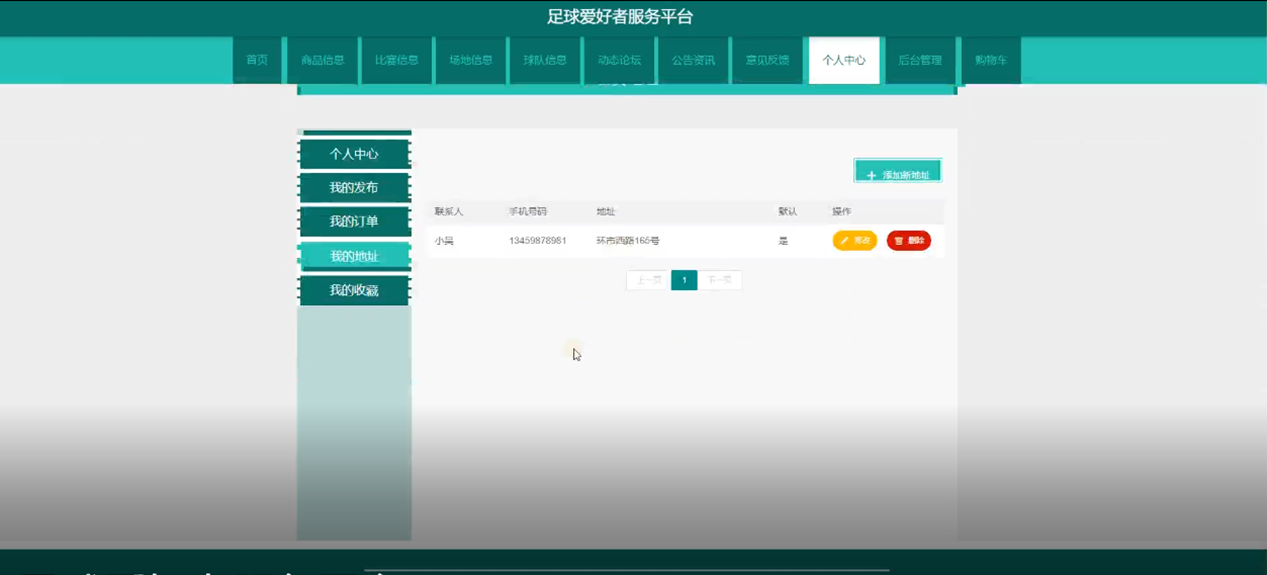 足球爱好者服务平台
首页 商品信息 比赛信息 场地信息 球队信息 动态论坛 公告资讯 意见反馈 个人中心 后台管理 购物车
个人中心
我的发布
我的订单
我的地址
我的收藏
+ 添加新地址
联系人 手机号码 地址 默认 操作
小吴 13459878981 环市西路165号 是 修改 删除
上一页 1 下一页